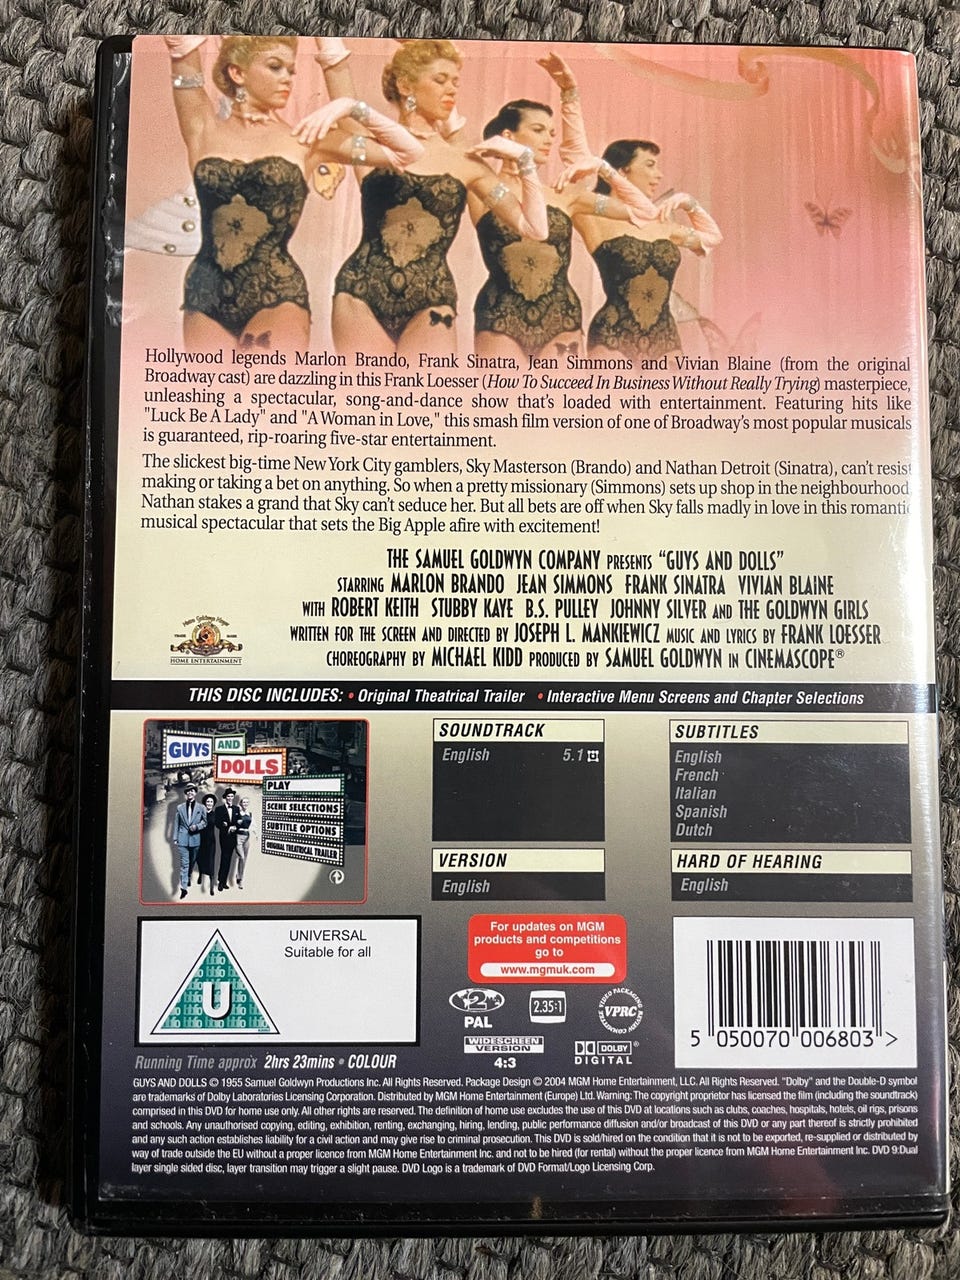 Hollywood legends Marlon Brando, Frank Sinatra, Jean Simmons and Vivian Blaine (from the original
Broadway cast) are dazzling in this Frank Loesser (How To Succeed In Business Without Really Trying) masterpiece,
unleashing a spectacular, song-and-dance show that's loaded with entertainment. Featuring hits like
"Luck Be A Lady" and "A Woman in Love," this smash film version of one of Broadway's most popular musicals
is guaranteed, rip-roaring five-star entertainment.
The slickest big-time New York City gamblers, Sky Masterson (Brando) and Nathan Detroit (Sinatra), can't resist
making or taking a bet on anything. So when a pretty missionary (Simmons) sets up shop in the neighbourhood,
Nathan stakes a grand that Sky can't seduce her. But all bets are off when Sky falls madly in love in this romantic
musical spectacular that sets the Big Apple afire with excitement!
THE SAMUEL GOLDWYN COMPANY PRESENTS "GUYS AND DOLLS"
STARRING MARLON BRANDO JEAN SIMMONS FRANK SINATRA VIVIAN BLAINE
WITH ROBERT KEITH STUBBY KAYE B.S. PULLEY JOHNNY SILVER AND THE GOLDWYN GIRLS
WRITTEN FOR THE SCREEN AND DIRECTED BY JOSEPH L. MANKIEWICZ MUSIC AND LYRICS BY FRANK LOESSER
CHOREOGRAPHY BY MICHAEL KIDD PRODUCED BY SAMUEL GOLDWYN IN CINEMASCOPE®
Metro Goldwyn Mayer
TRADE MARK
HOME ENTERTAINMENT
THIS DISC INCLUDES: • Original Theatrical Trailer • Interactive Menu Screens and Chapter Selections
GUYS AND
DOLLS
PLAY
SCENE SELECTIONS
SUBTITLE OPTIONS
ORIGINAL THEATRICAL TRAILER
SOUNDTRACK
English 5.1
VERSION
English
SUBTITLES
English
French
Italian
Spanish
Dutch
HARD OF HEARING
English
UNIVERSAL
Suitable for all
U
For updates on MGM
products and competitions
go to
www.mgmuk.com
2
PAL
2.35:1
VIDEO PACKAGING REVIEW COMMITTEE
VPRC
WIDESCREEN
VERSION
4:3
DOLBY®
DIGITAL
5 050070 006803 >
Running Time approx 2hrs 23mins • COLOUR
GUYS AND DOLLS © 1955 Samuel Goldwyn Productions Inc. All Rights Reserved. Package Design © 2004 MGM Home Entertainment, LLC. All Rights Reserved. "Dolby" and the Double-D symbol
are trademarks of Dolby Laboratories Licensing Corporation. Distributed by MGM Home Entertainment (Europe) Ltd. Warning: The copyright proprietor has licensed the film (including the soundtrack)
comprised in this DVD for home use only. All other rights are reserved. The definition of home use excludes the use of this DVD at locations such as clubs, coaches, hospitals, hotels, oil rigs, prisons
and schools. Any unauthorised copying, editing, exhibition, renting, exchanging, hiring, lending, public performance diffusion and/or broadcast of this DVD or any part thereof is strictly prohibited
and any such action establishes liability for a civil action and may give rise to criminal prosecution. This DVD is sold/hired on the condition that it is not to be exported, re-supplied or distributed by
way of trade outside the EU without a proper licence from MGM Home Entertainment Inc. and not to be hired (for rental) without the proper licence from MGM Home Entertainment Inc. DVD 9:Dual
layer single sided disc, layer transition may trigger a slight pause. DVD Logo is a trademark of DVD Format/Logo Licensing Corp.